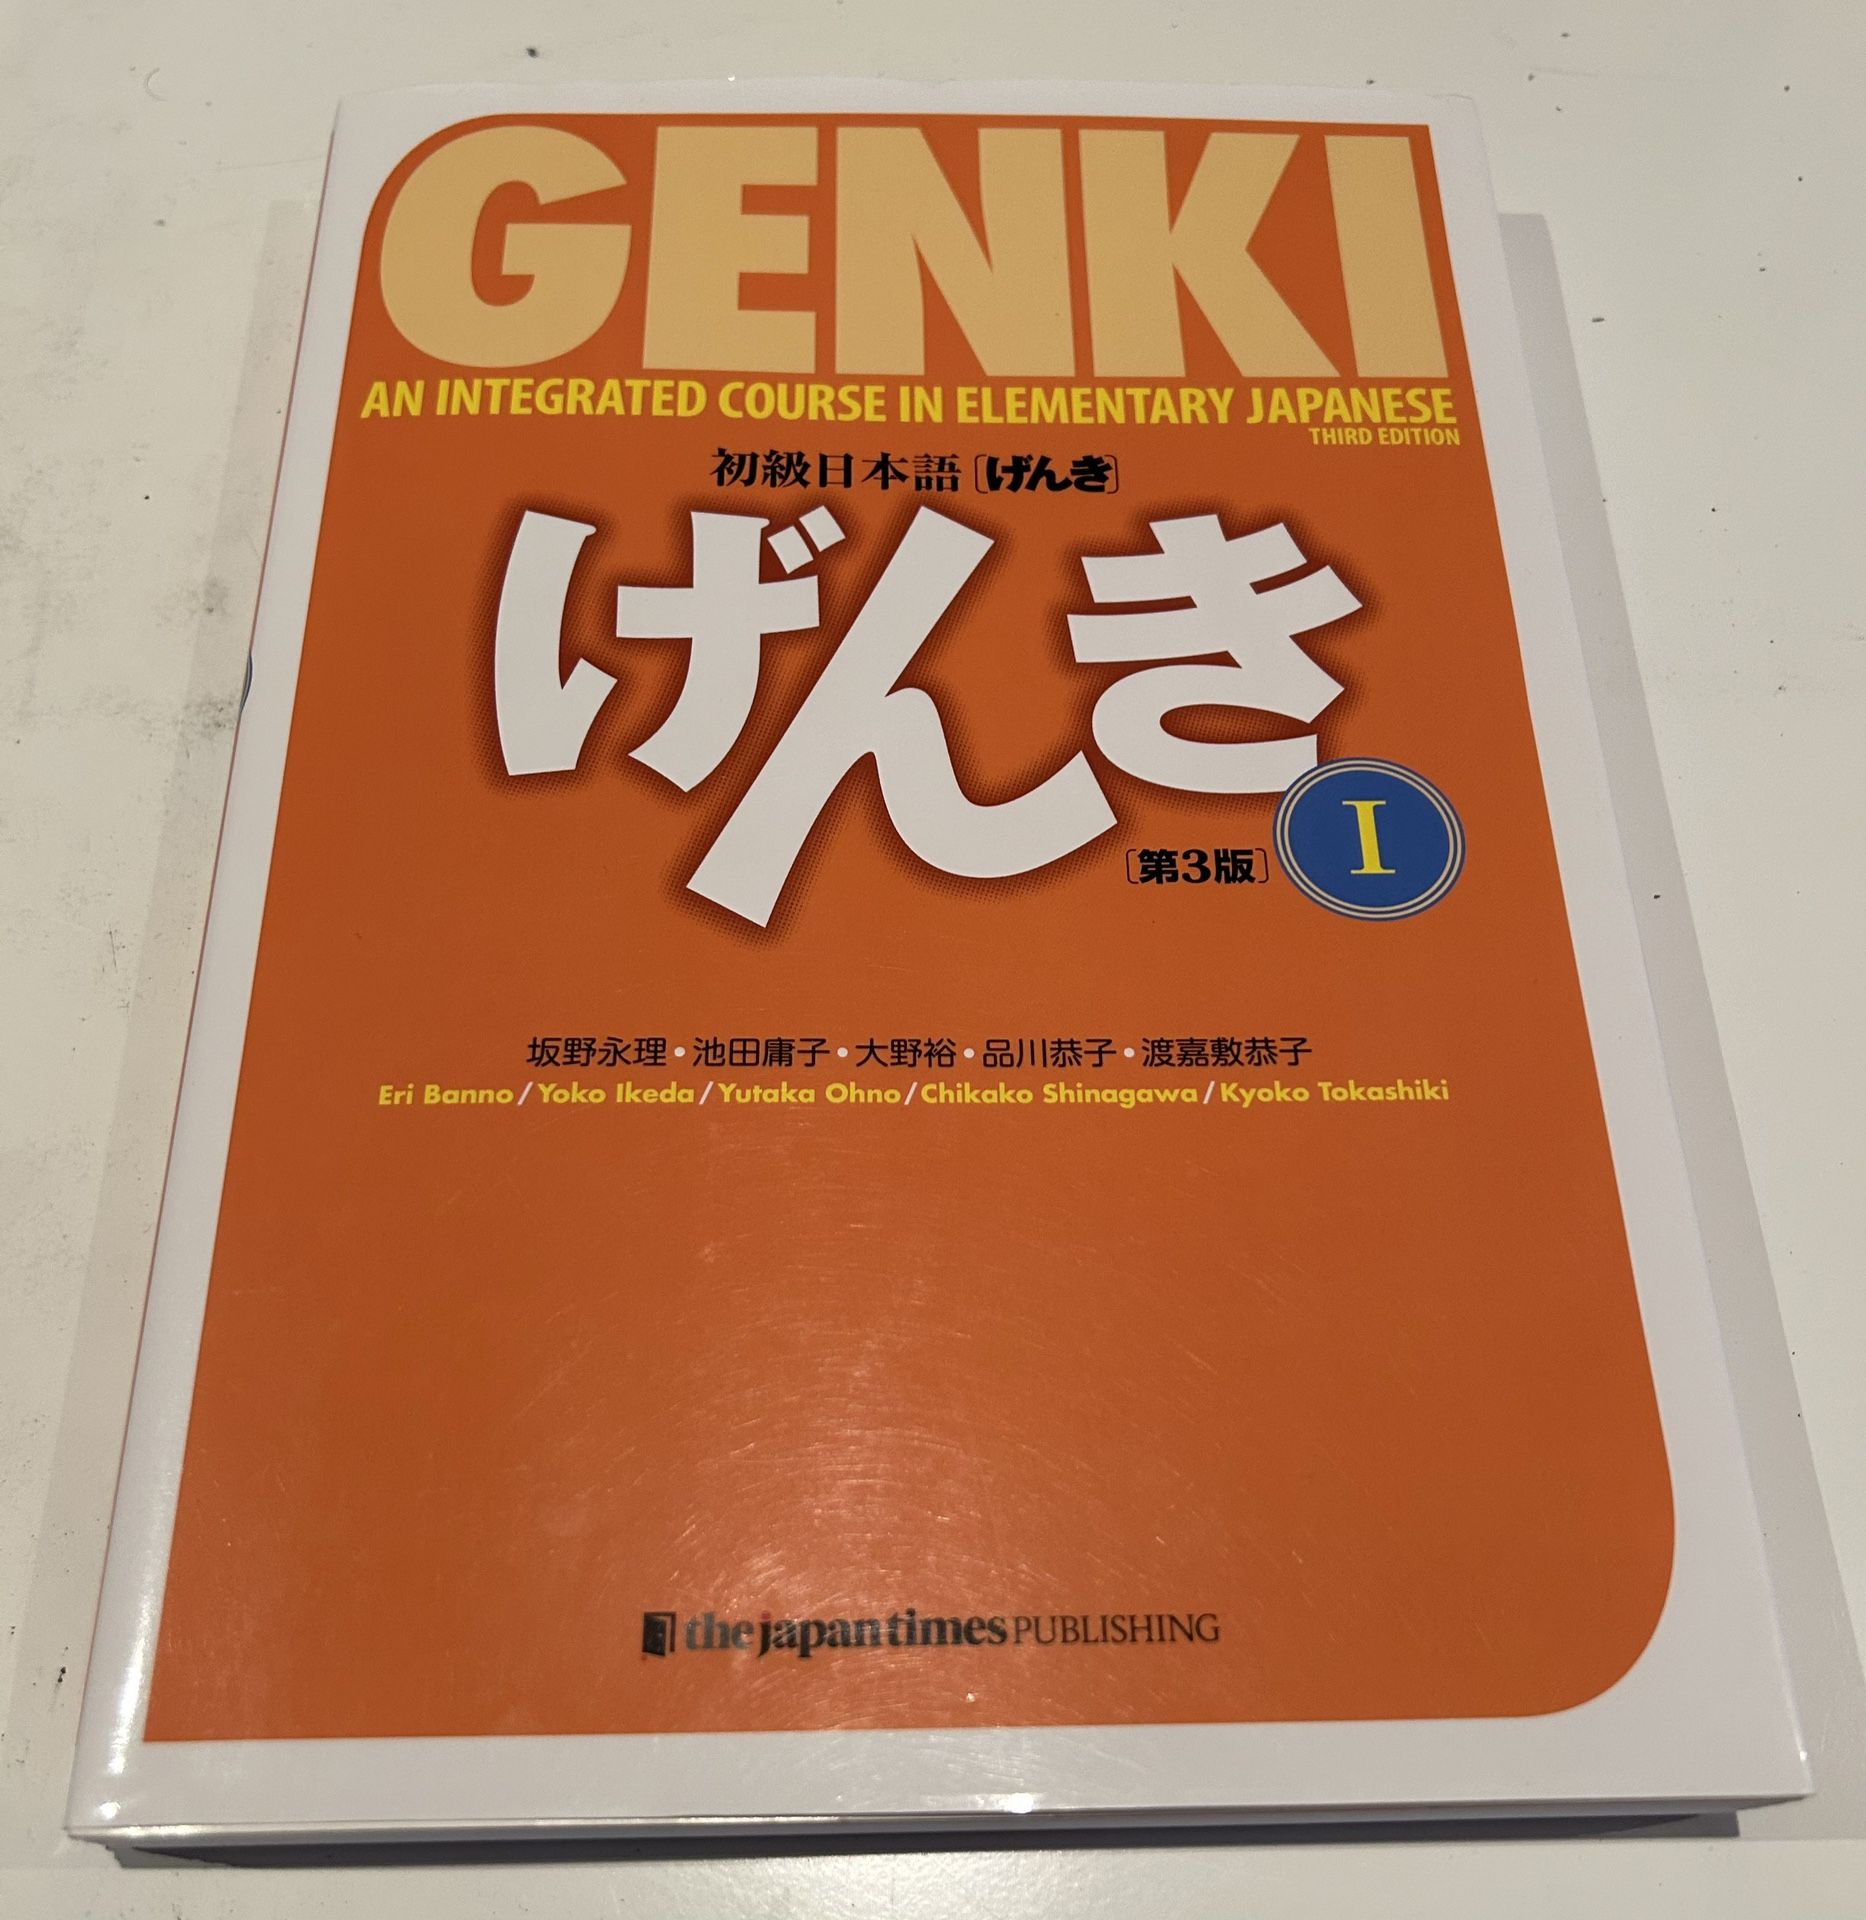 GENKI
AN INTEGRATED COURSE IN ELEMENTARY JAPANESE
THIRD EDITION
初級日本語〔げんき〕
げんき
I
〔第3版〕
坂野永理・池田庸子・大野裕・品川恭子・渡嘉敷恭子
Eri Banno / Yoko Ikeda / Yutaka Ohno / Chikako Shinagawa / Kyoko Tokashiki
the japan times PUBLISHING